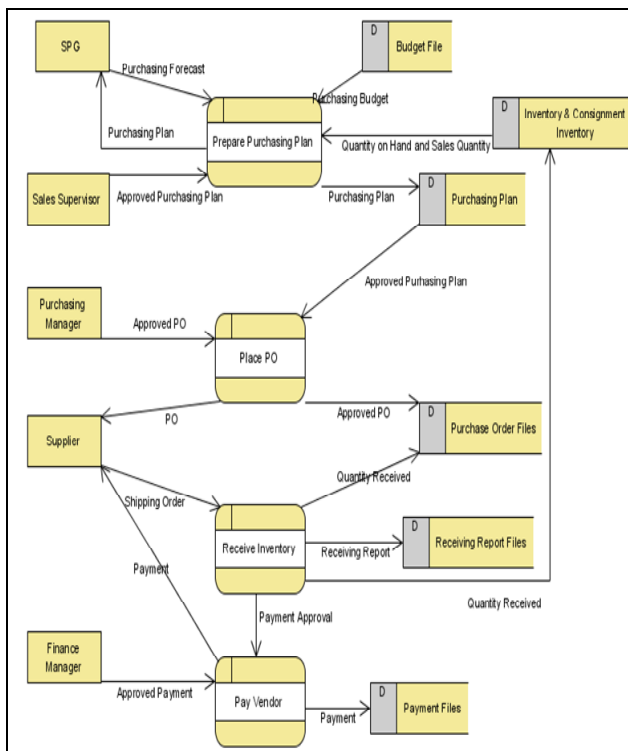 SPG
D
Budget File
Purchasing Forecast
Purchasing Budget
D
Inventory & Consignment
Inventory
Purchasing Plan
Prepare Purchasing Plan
Quantity on Hand and Sales Quantity
Sales Supervisor
Approved Purchasing Plan
Purchasing Plan
D
Purchasing Plan
Approved Purhasing Plan
Purchasing
Manager
Approved PO
Place PO
PO
Approved PO
D
Purchase Order Files
Supplier
Shipping Order
Quantity Received
Receive Inventory
D
Receiving Report Files
Receiving Report
Payment
Quantity Received
Payment Approval
Finance
Manager
Approved Payment
Pay Vendor
Payment
D
Payment Files